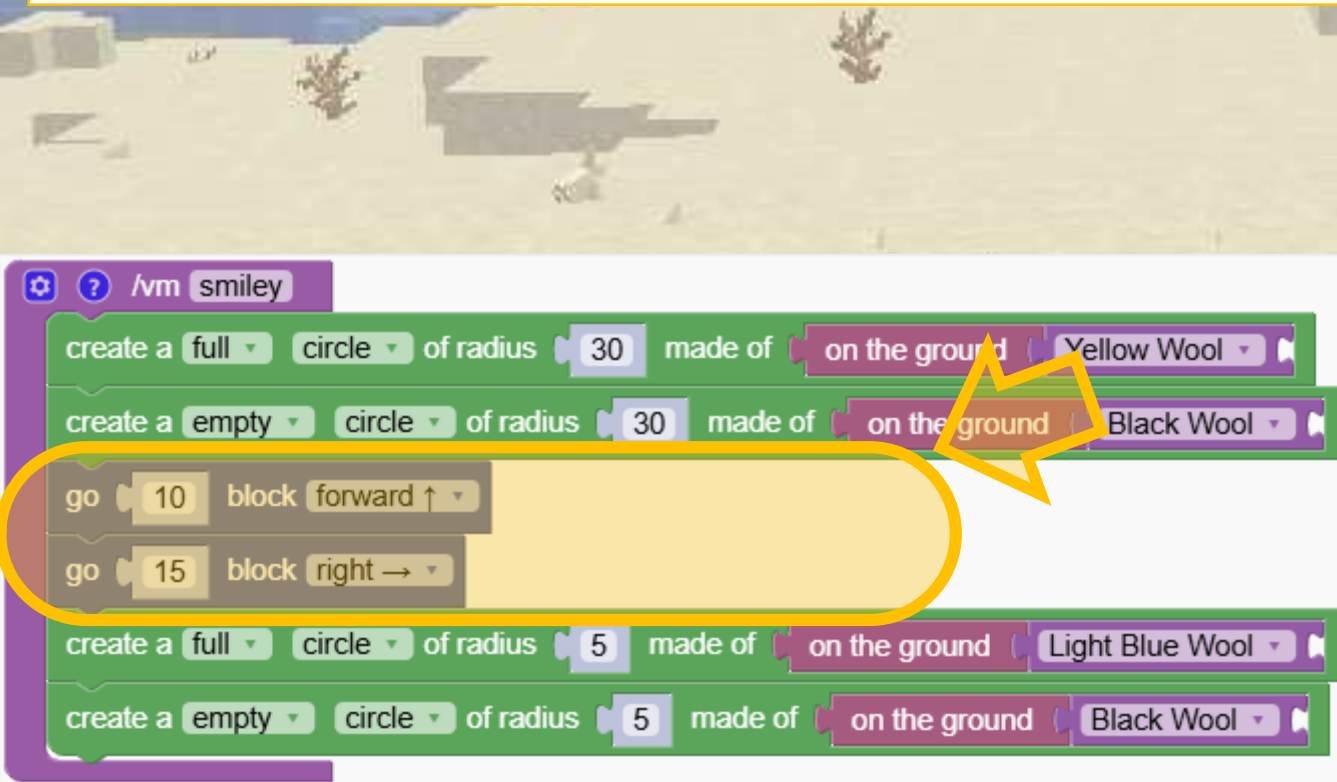 /vm smiley
create a full circle of radius 30 made of on the ground Yellow Wool
create a empty circle of radius 30 made of on the ground Black Wool
go 10 block forward ↑
go 15 block right →
create a full circle of radius 5 made of on the ground Light Blue Wool
create a empty circle of radius 5 made of on the ground Black Wool